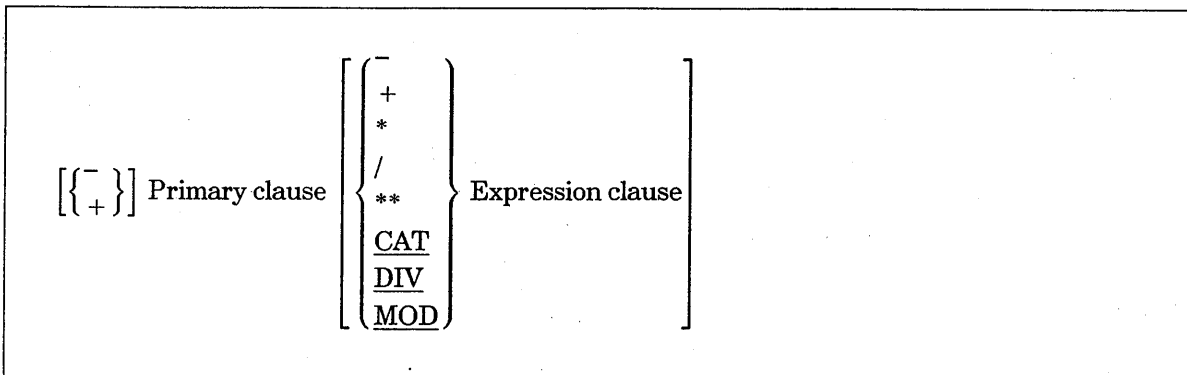 -
+
*
/
[{-
+}] Primary clause [{** } Expression clause]
CAT
DIV
MOD